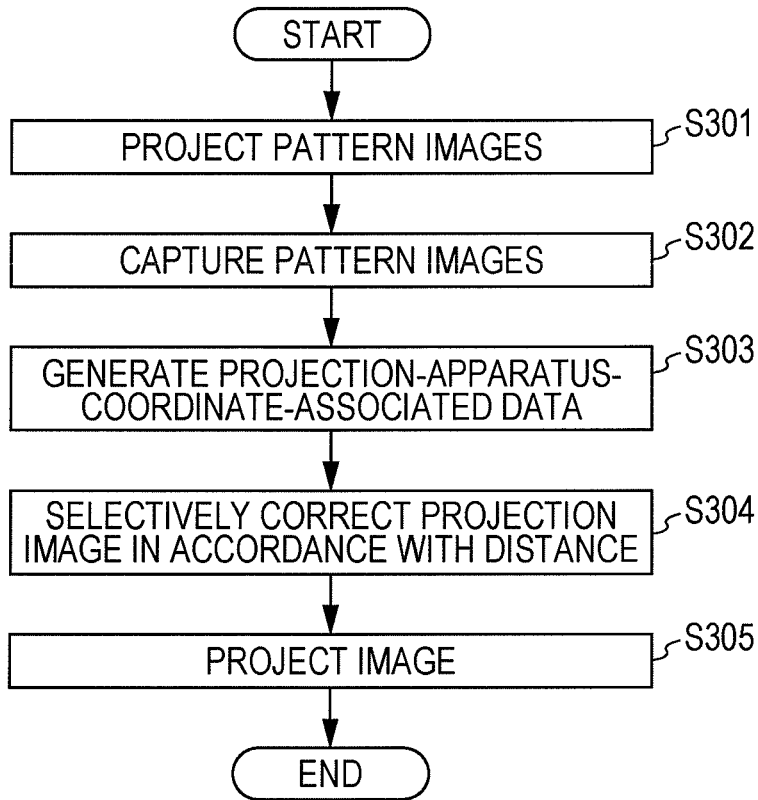 START
PROJECT PATTERN IMAGES
S301
CAPTURE PATTERN IMAGES
S302
GENERATE PROJECTION-APPARATUS-
COORDINATE-ASSOCIATED DATA
S303
SELECTIVELY CORRECT PROJECTION
IMAGE IN ACCORDANCE WITH DISTANCE
S304
PROJECT IMAGE
S305
END